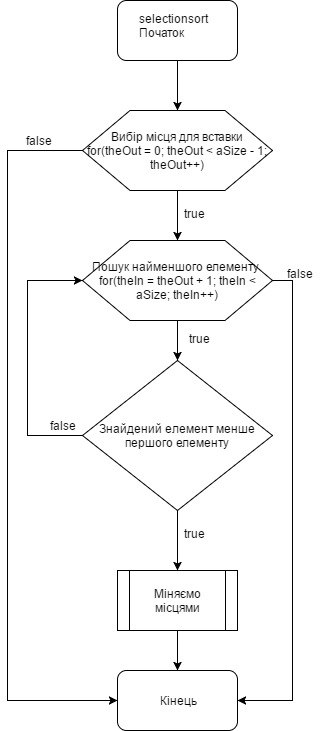 selectionsort
Початок
Вибір місця для вставки
for(theOut = 0; theOut < aSize - 1;
theOut++)
false
true
Пошук найменшого елементу
for(theIn = theOut + 1; theIn <
aSize; theIn++)
false
true
Знайдений елемент менше
першого елементу
false
true
Міняємо
місцями
Кінець